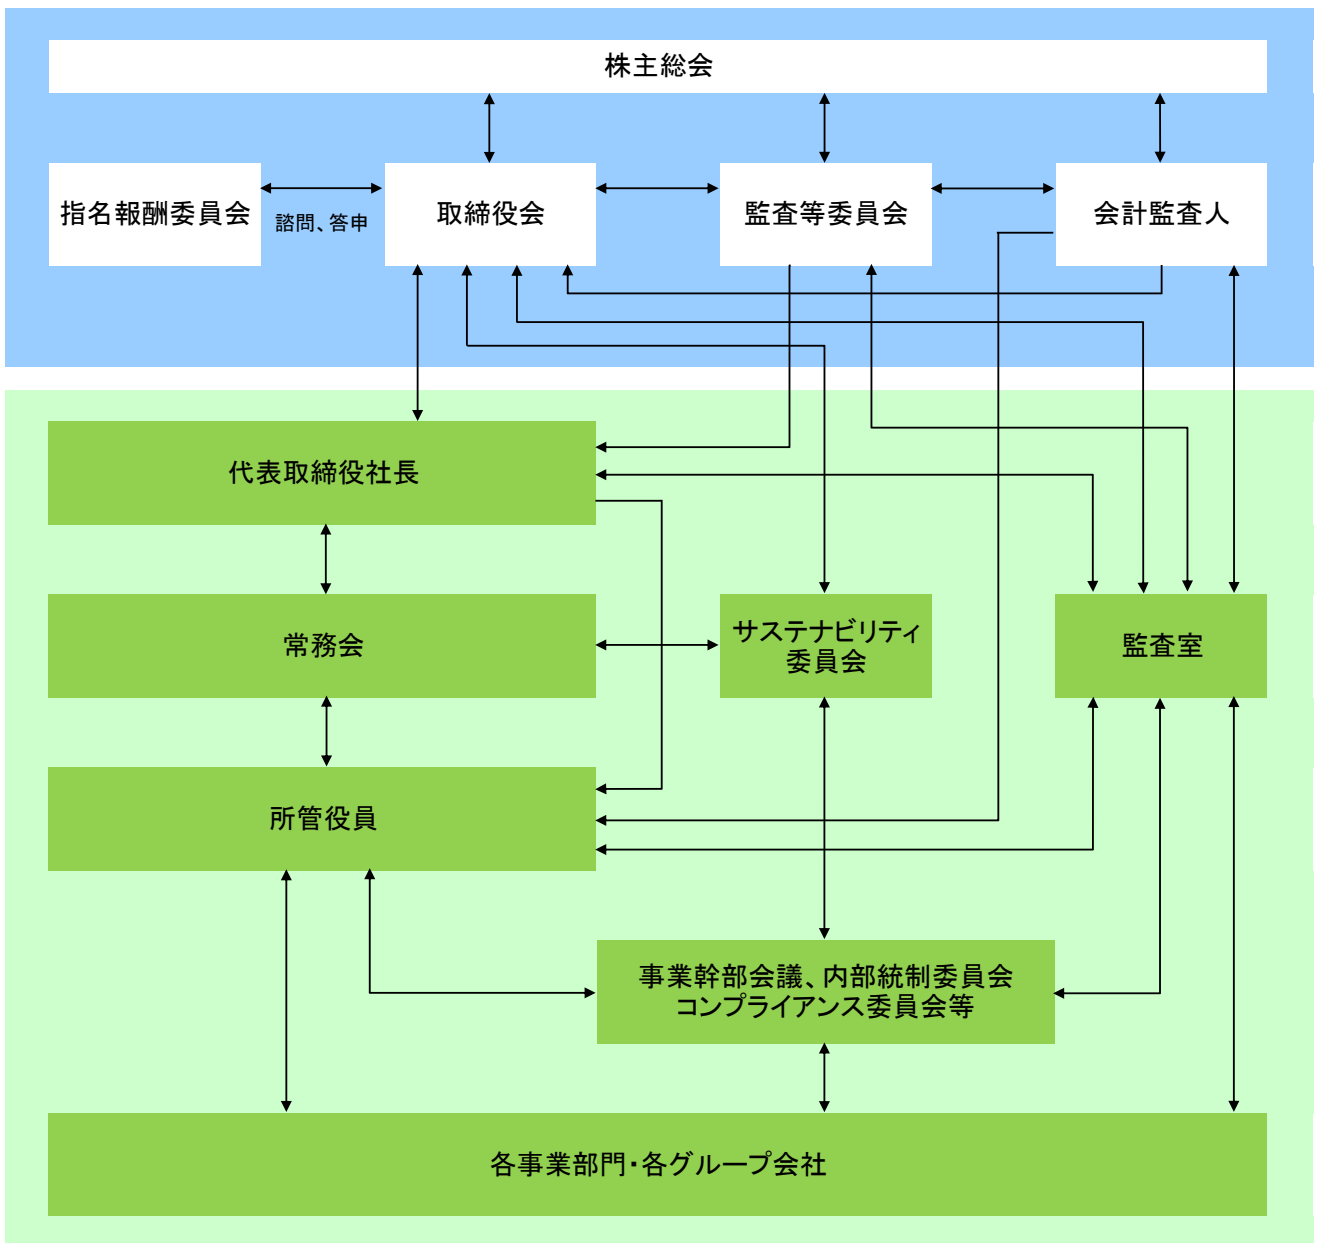 株主総会
指名報酬委員会
諮問、答申
取締役会
監査等委員会
会計監査人
代表取締役社長
常務会
サステナビリティ
委員会
監査室
所管役員
事業幹部会議、内部統制委員会
コンプライアンス委員会等
各事業部門・各グループ会社